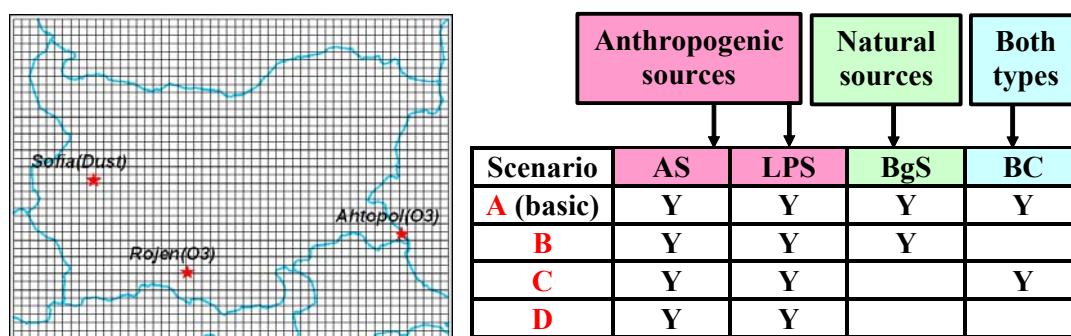 Sofia(Dust)
Ahtopol(O3)
Rojen(O3)
Anthropogenic
sources
Natural
sources
Both
types
Scenario AS LPS BgS BC
A (basic) Y Y Y Y
B Y Y Y
C Y Y Y
D Y Y